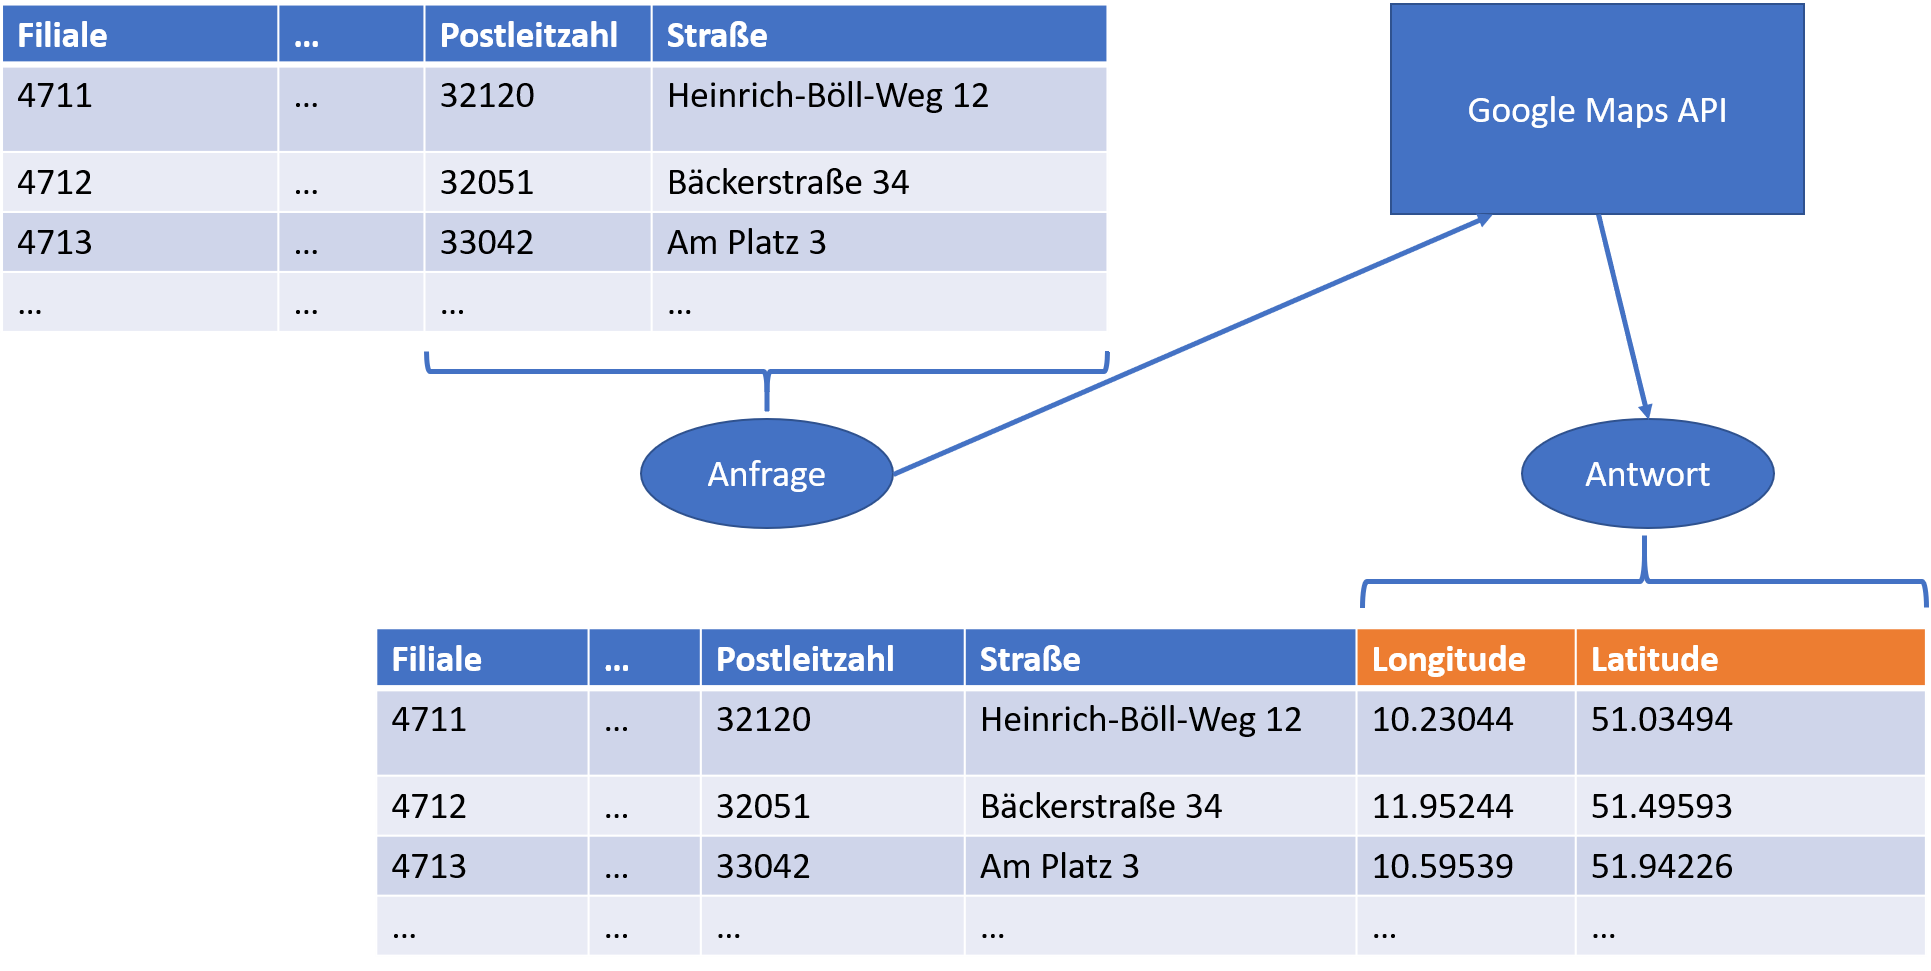 Filiale ... Postleitzahl Straße
4711 ... 32120 Heinrich-Böll-Weg 12
4712 ... 32051 Bäckerstraße 34
4713 ... 33042 Am Platz 3
... ... ... ...
Google Maps API
Anfrage
Antwort
Filiale ... Postleitzahl Straße Longitude Latitude
4711 ... 32120 Heinrich-Böll-Weg 12 10.23044 51.03494
4712 ... 32051 Bäckerstraße 34 11.95244 51.49593
4713 ... 33042 Am Platz 3 10.59539 51.94226
... ... ... ... ... ...